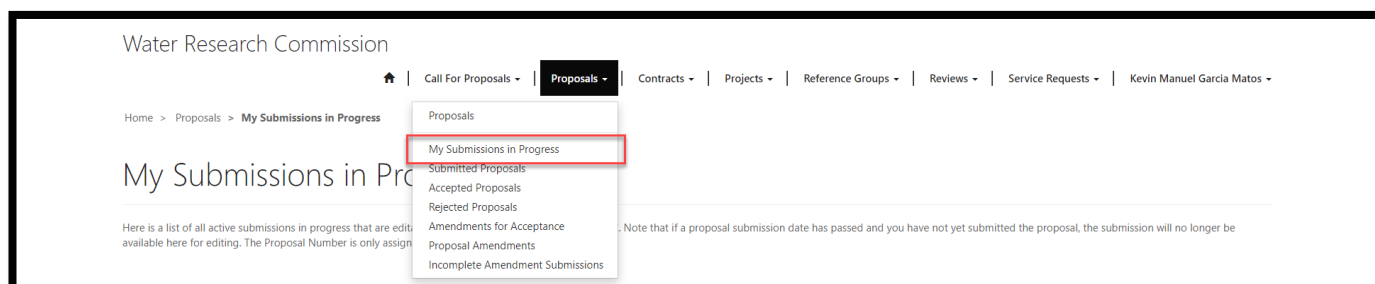 Water Research Commission
Call For Proposals Proposals Contracts Projects Reference Groups Reviews Service Requests Kevin Manuel Garcia Matos
Home > Proposals > My Submissions in Progress
Proposals
My Submissions in Progress
Submitted Proposals
Accepted Proposals
Rejected Proposals
Amendments for Acceptance
Proposal Amendments
Incomplete Amendment Submissions
My Submissions in Pro
Here is a list of all active submissions in progress that are edita . Note that if a proposal submission date has passed and you have not yet submitted the proposal, the submission will no longer be
available here for editing. The Proposal Number is only assign